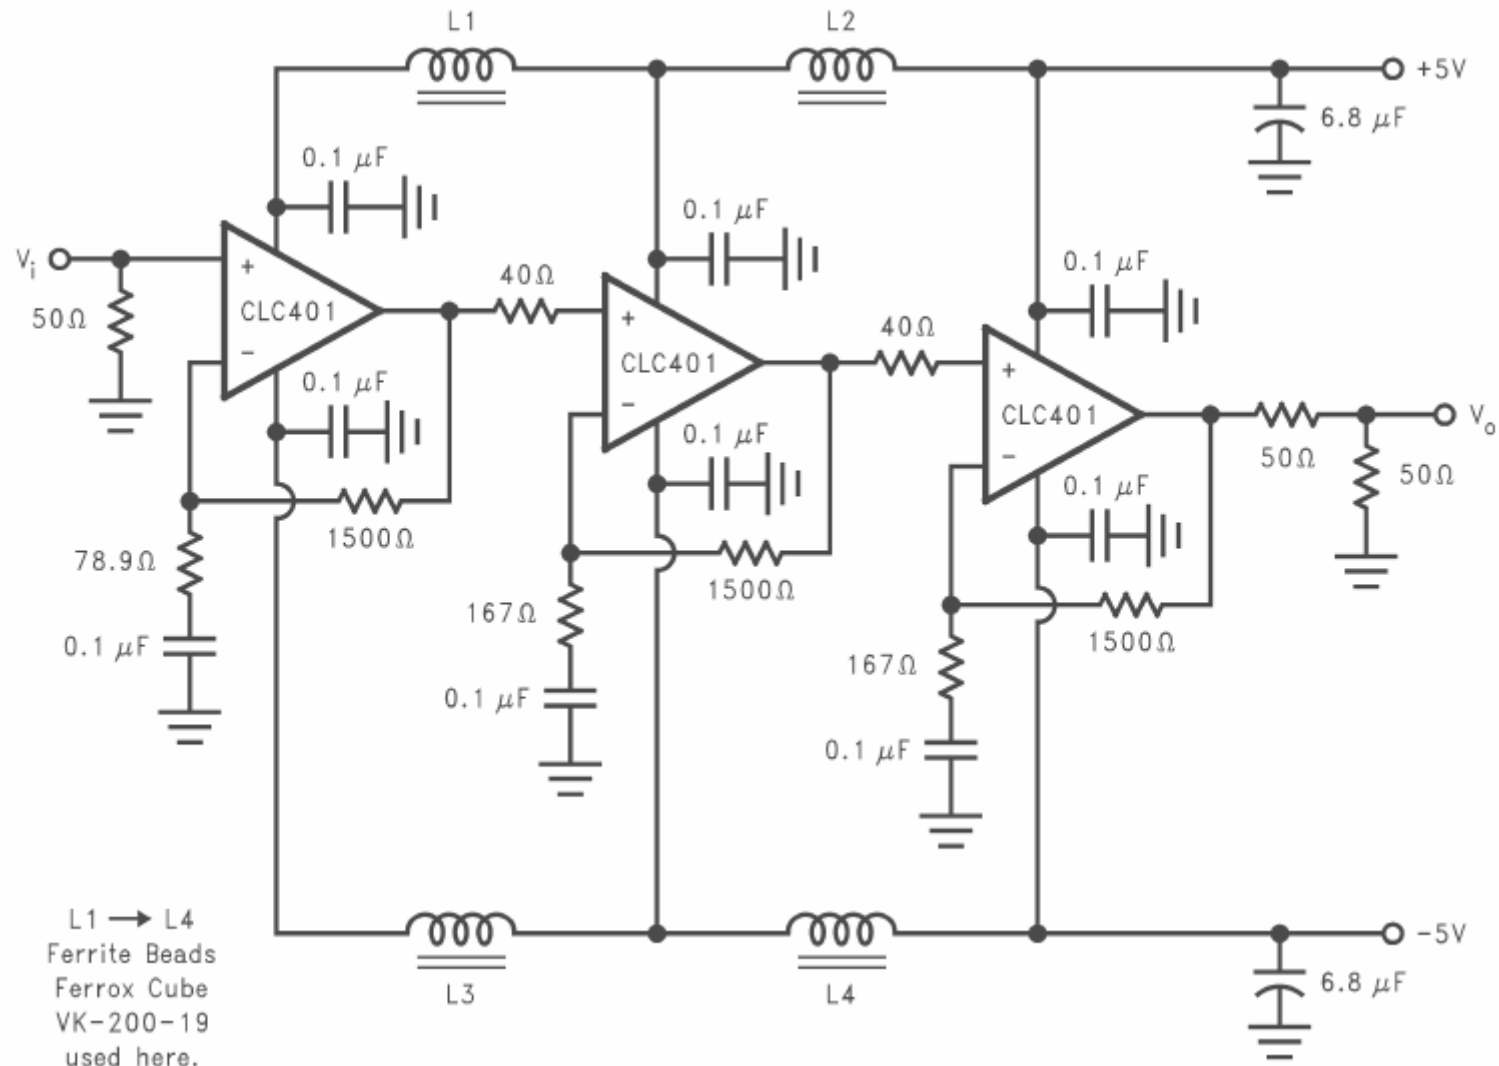 L1
L2
+5V
6.8 μF
0.1 μF
0.1 μF
Vi
+
40Ω
0.1 μF
50Ω
CLC401
+
40Ω
−
CLC401
+
0.1 μF
−
CLC401
Vo
0.1 μF
−
50Ω
50Ω
0.1 μF
1500Ω
78.9Ω
1500Ω
167Ω
1500Ω
0.1 μF
167Ω
0.1 μF
0.1 μF
L1 → L4
Ferrite Beads
Ferrox Cube
VK-200-19
used here.
L3
L4
-5V
6.8 μF